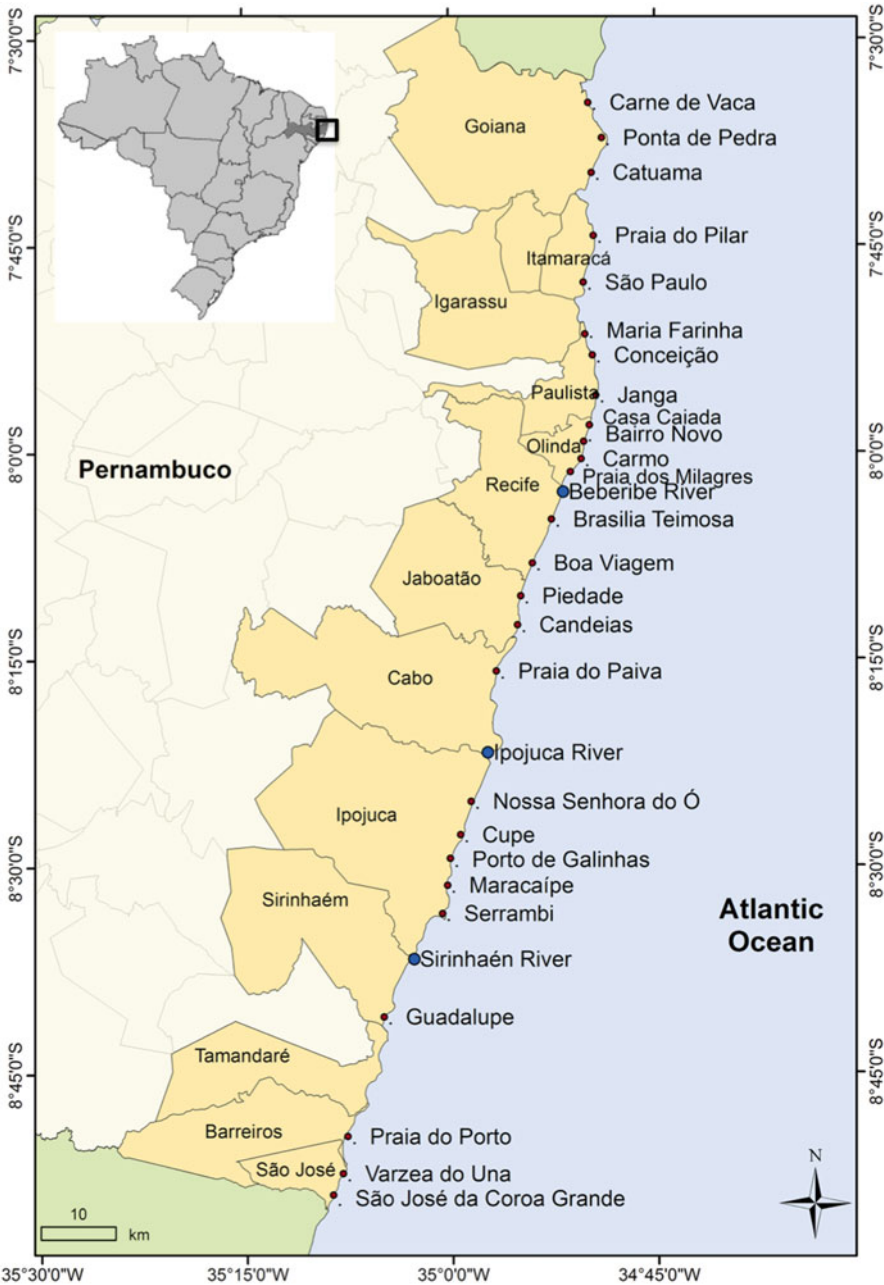 7°30'0"S
7°30'0"S
Carne de Vaca
Goiana
Ponta de Pedra
Catuama
7°45'0"S
7°45'0"S
Praia do Pilar
Itamaracá
São Paulo
Igarassu
Maria Farinha
Conceição
Paulista
Janga
Casa Caiada
Bairro Novo
Olinda
8°0'0"S
8°0'0"S
Carmo
Pernambuco
Praia dos Milagres
Recife
Beberibe River
Brasilia Teimosa
Boa Viagem
Jaboatão
Piedade
Candeias
8°15'0"S
8°15'0"S
Cabo
Praia do Paiva
Ipojuca River
Nossa Senhora do Ó
Ipojuca
Cupe
Porto de Galinhas
8°30'0"S
8°30'0"S
Maracaípe
Sirinhaém
Serrambi
Atlantic
Ocean
Sirinhaén River
Guadalupe
Tamandaré
8°45'0"S
8°45'0"S
Barreiros
Praia do Porto
São José
Varzea do Una
São José da Coroa Grande
N
10
km
35°30'0"W
35°15'0"W
35°0'0"W
34°45'0"W